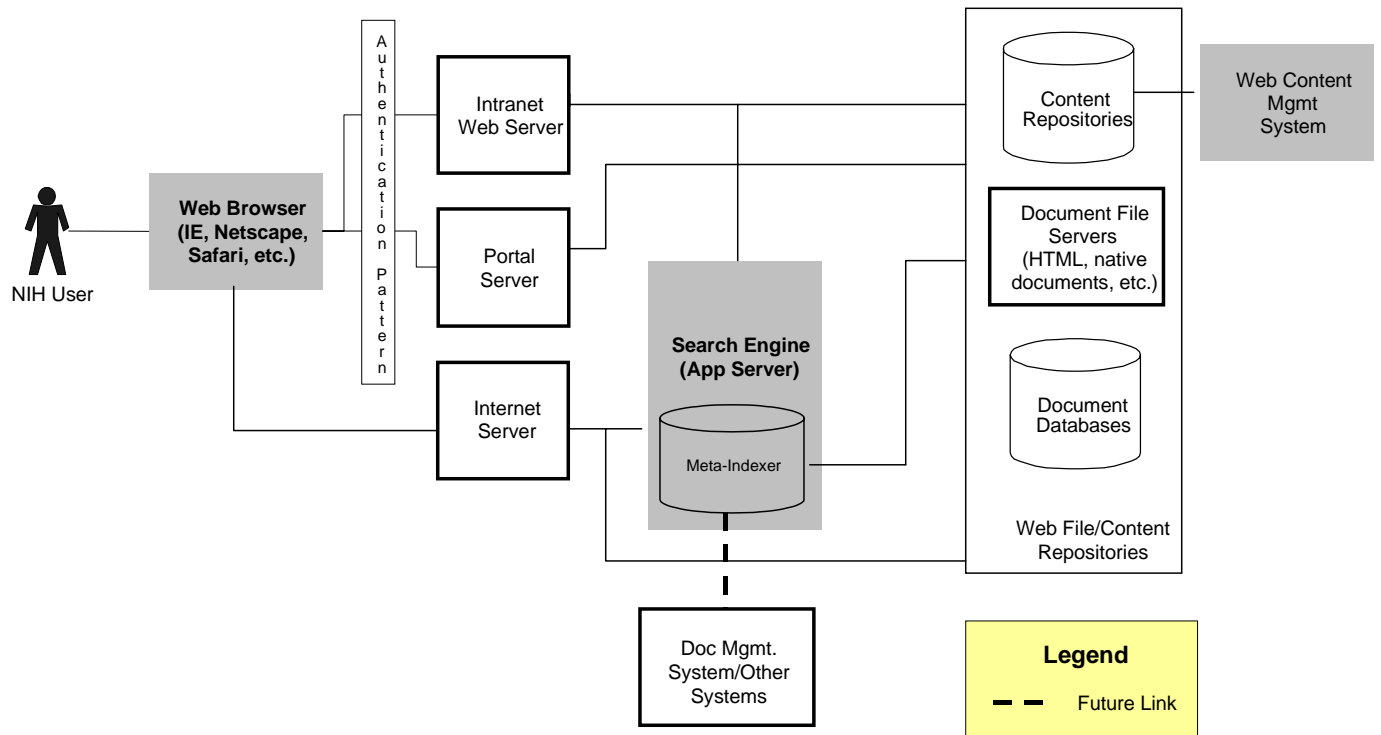 NIH User
Web Browser
(IE, Netscape,
Safari, etc.)
Authentication Pattern
Intranet
Web Server
Portal
Server
Internet
Server
Search Engine
(App Server)
Meta-Indexer
Doc Mgmt.
System/Other
Systems
Content
Repositories
Document File
Servers
(HTML, native
documents, etc.)
Document
Databases
Web File/Content
Repositories
Web Content
Mgmt
System
Legend
Future Link